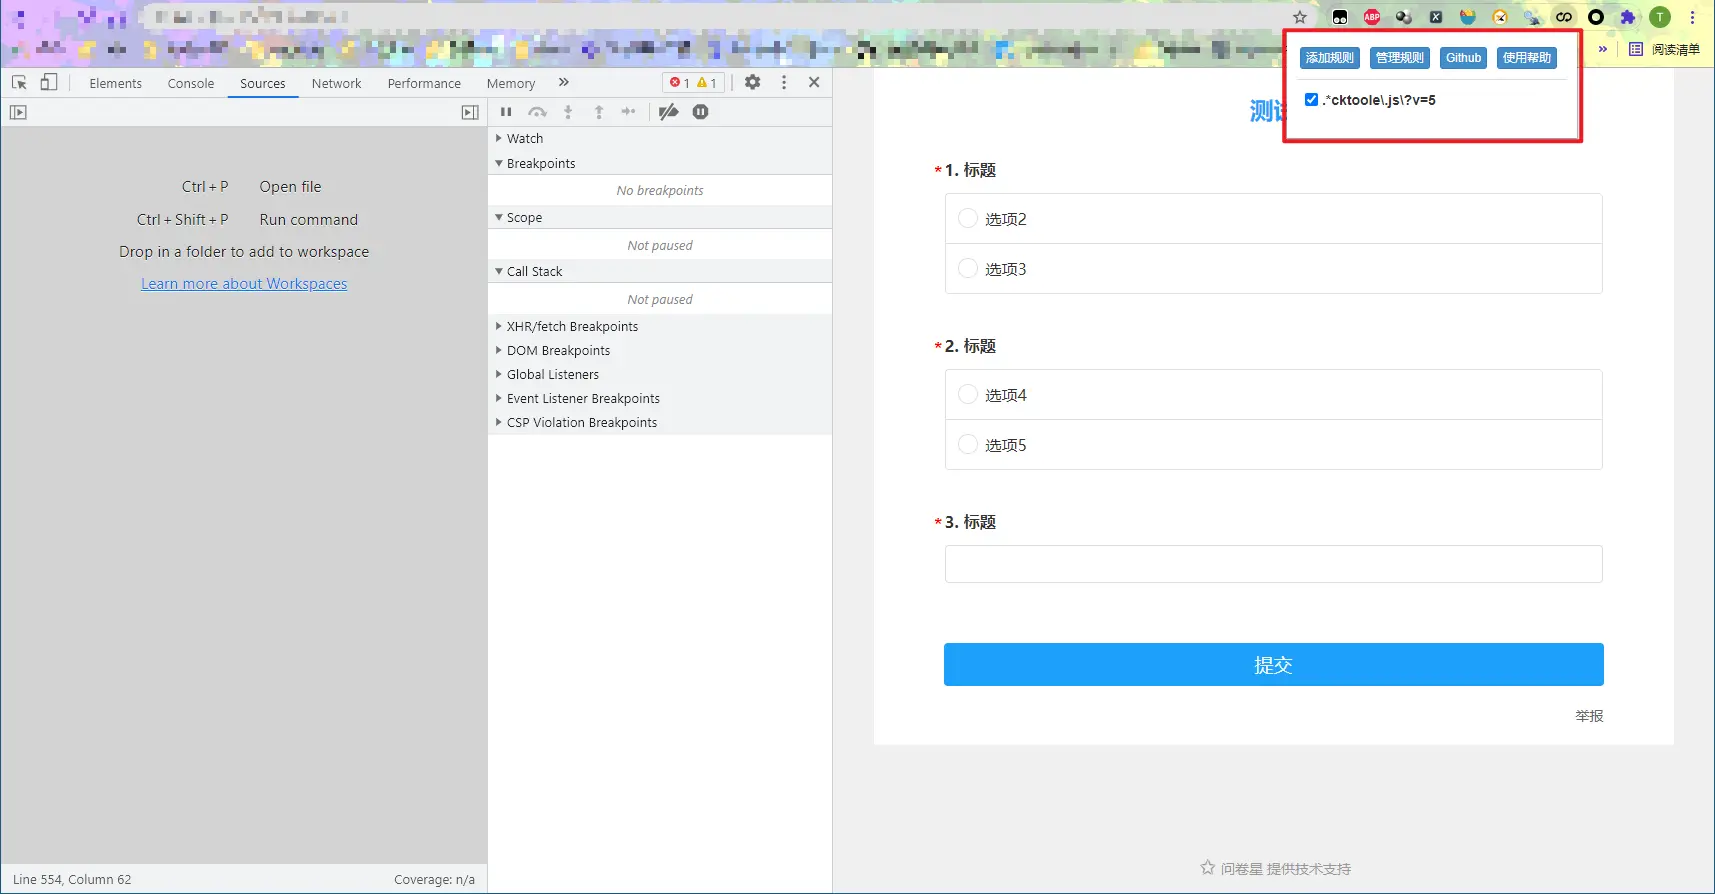 ABP
T
阅读清单
添加规则 管理规则 Github 使用帮助
.*cktoole\.js\?v=5
Elements Console Sources Network Performance Memory
1 1
Ctrl + P Open file
Ctrl + Shift + P Run command
Drop in a folder to add to workspace
Learn more about Workspaces
Line 554, Column 62 Coverage: n/a
Watch
Breakpoints
No breakpoints
Scope
Not paused
Call Stack
Not paused
XHR/fetch Breakpoints
DOM Breakpoints
Global Listeners
Event Listener Breakpoints
CSP Violation Breakpoints
测
*1. 标题
选项2
选项3
*2. 标题
选项4
选项5
*3. 标题
提交
举报
问卷星 提供技术支持